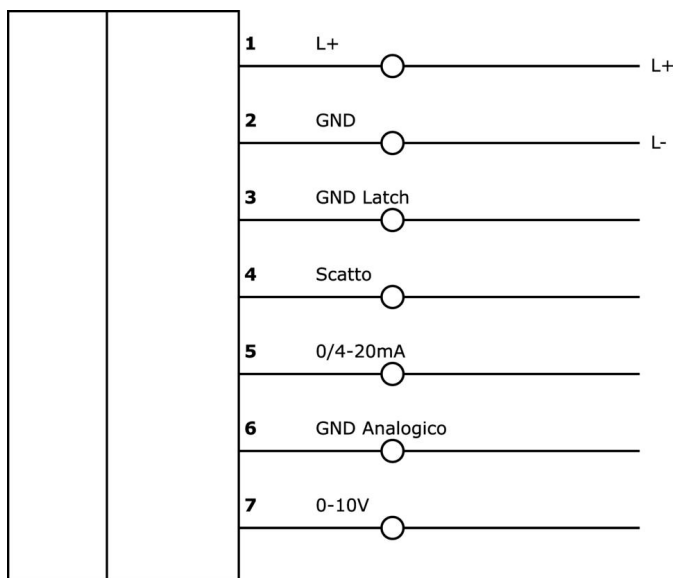 1 L+
L+
2 GND
L-
3 GND Latch
4 Scatto
5 0/4-20mA
6 GND Analogico
7 0-10V